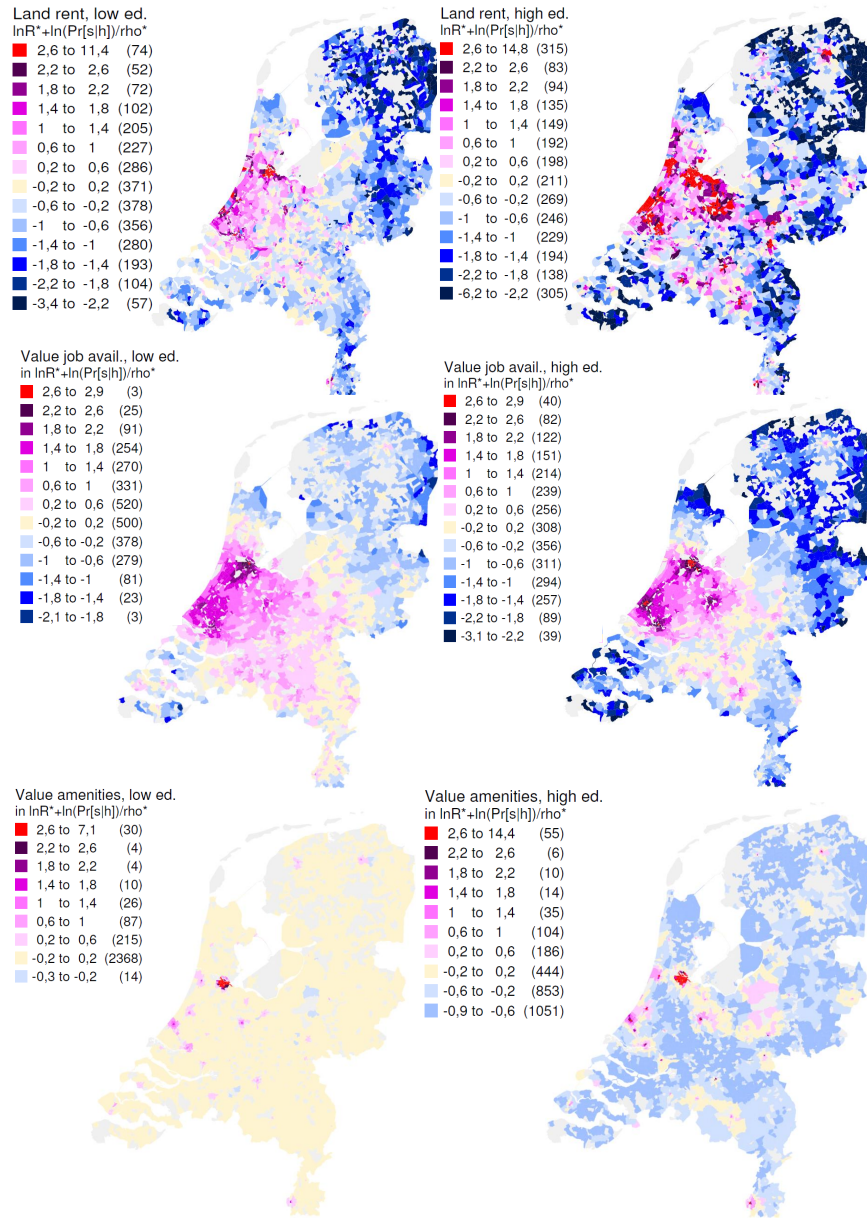 Land rent, low ed.
lnR*+ln(Pr[s|h])/rho*
2,6 to 11,4 (74)
2,2 to 2,6 (52)
1,8 to 2,2 (72)
1,4 to 1,8 (102)
1 to 1,4 (205)
0,6 to 1 (227)
0,2 to 0,6 (286)
-0,2 to 0,2 (371)
-0,6 to -0,2 (378)
-1 to -0,6 (356)
-1,4 to -1 (280)
-1,8 to -1,4 (193)
-2,2 to -1,8 (104)
-3,4 to -2,2 (57)
Land rent, high ed.
lnR*+ln(Pr[s|h])/rho*
2,6 to 14,8 (315)
2,2 to 2,6 (83)
1,8 to 2,2 (94)
1,4 to 1,8 (135)
1 to 1,4 (149)
0,6 to 1 (192)
0,2 to 0,6 (198)
-0,2 to 0,2 (211)
-0,6 to -0,2 (269)
-1 to -0,6 (246)
-1,4 to -1 (229)
-1,8 to -1,4 (194)
-2,2 to -1,8 (138)
-6,2 to -2,2 (305)
Value job avail., low ed.
in lnR*+ln(Pr[s|h])/rho*
2,6 to 2,9 (3)
2,2 to 2,6 (25)
1,8 to 2,2 (91)
1,4 to 1,8 (254)
1 to 1,4 (270)
0,6 to 1 (331)
0,2 to 0,6 (520)
-0,2 to 0,2 (500)
-0,6 to -0,2 (378)
-1 to -0,6 (279)
-1,4 to -1 (81)
-1,8 to -1,4 (23)
-2,1 to -1,8 (3)
Value job avail., high ed.
in lnR*+ln(Pr[s|h])/rho*
2,6 to 2,9 (40)
2,2 to 2,6 (82)
1,8 to 2,2 (122)
1,4 to 1,8 (151)
1 to 1,4 (214)
0,6 to 1 (239)
0,2 to 0,6 (256)
-0,2 to 0,2 (308)
-0,6 to -0,2 (356)
-1 to -0,6 (311)
-1,4 to -1 (294)
-1,8 to -1,4 (257)
-2,2 to -1,8 (89)
-3,1 to -2,2 (39)
Value amenities, low ed.
in lnR*+ln(Pr[s|h])/rho*
2,6 to 7,1 (30)
2,2 to 2,6 (4)
1,8 to 2,2 (4)
1,4 to 1,8 (10)
1 to 1,4 (26)
0,6 to 1 (87)
0,2 to 0,6 (215)
-0,2 to 0,2 (2368)
-0,3 to -0,2 (14)
Value amenities, high ed.
in lnR*+ln(Pr[s|h])/rho*
2,6 to 14,4 (55)
2,2 to 2,6 (6)
1,8 to 2,2 (10)
1,4 to 1,8 (14)
1 to 1,4 (35)
0,6 to 1 (104)
0,2 to 0,6 (186)
-0,2 to 0,2 (444)
-0,6 to -0,2 (853)
-0,9 to -0,6 (1051)